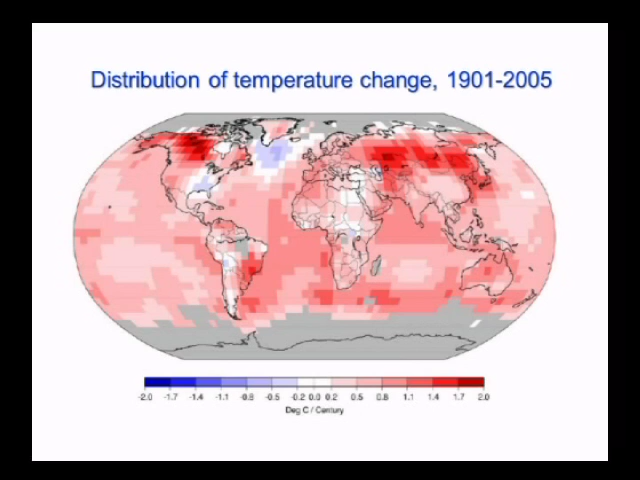 Distribution of temperature change, 1901-2005
-2.0 -1.7 -1.4 -1.1 -0.8 -0.5 -0.2 0.0 0.2 0.5 0.8 1.1 1.4 1.7 2.0
Deg C / Century